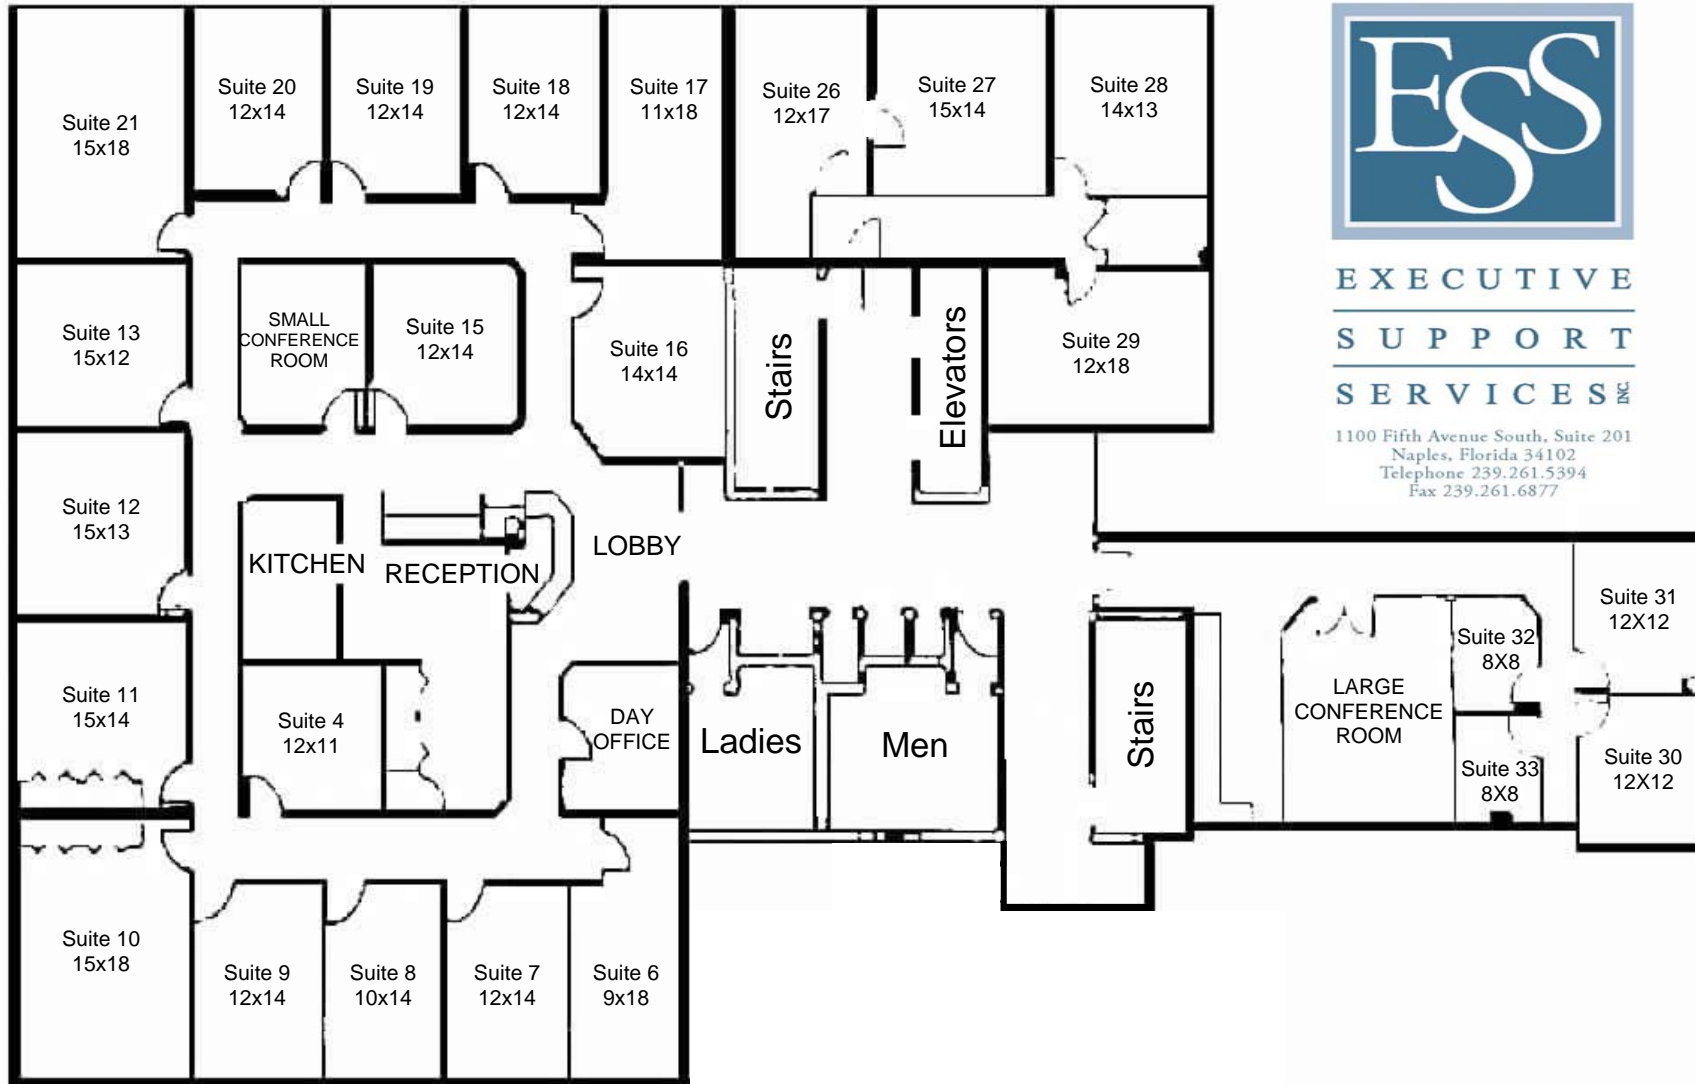 Suite 21
15x18
Suite 20
12x14
Suite 19
12x14
Suite 18
12x14
Suite 17
11x18
Suite 26
12x17
Suite 27
15x14
Suite 28
14x13
ESS
EXECUTIVE
SUPPORT
SERVICES INC.
1100 Fifth Avenue South, Suite 201
Naples, Florida 34102
Telephone 239.261.5394
Fax 239.261.6877
Suite 13
15x12
SMALL
CONFERENCE
ROOM
Suite 15
12x14
Suite 16
14x14
Stairs
Elevators
Suite 29
12x18
Suite 12
15x13
KITCHEN
RECEPTION
LOBBY
Suite 11
15x14
Suite 4
12x11
DAY
OFFICE
Ladies
Men
Stairs
LARGE
CONFERENCE
ROOM
Suite 32
8X8
Suite 31
12X12
Suite 33
8X8
Suite 30
12X12
Suite 10
15x18
Suite 9
12x14
Suite 8
10x14
Suite 7
12x14
Suite 6
9x18